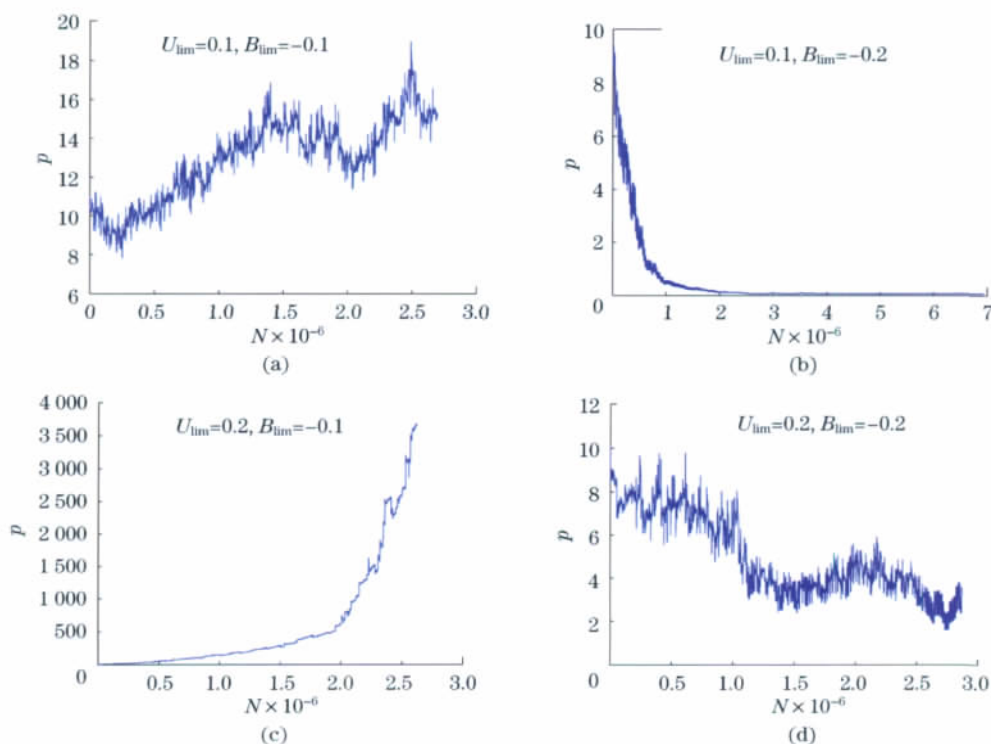 20
18
16
14
12
10
8
6
p
U_lim=0.1, B_lim=−0.1
0 0.5 1.0 1.5 2.0 2.5 3.0
N × 10⁻⁶
(a)
10
8
6
4
2
0
p
U_lim=0.1, B_lim=−0.2
1 2 3 4 5 6 7
N × 10⁻⁶
(b)
4 000
3 500
3 000
2 500
2 000
1 500
1 000
500
0
p
U_lim=0.2, B_lim=−0.1
0.5 1.0 1.5 2.0 2.5 3.0
N × 10⁻⁶
(c)
12
10
8
6
4
2
0
p
U_lim=0.2, B_lim=−0.2
0.5 1.0 1.5 2.0 2.5 3.0
N × 10⁻⁶
(d)